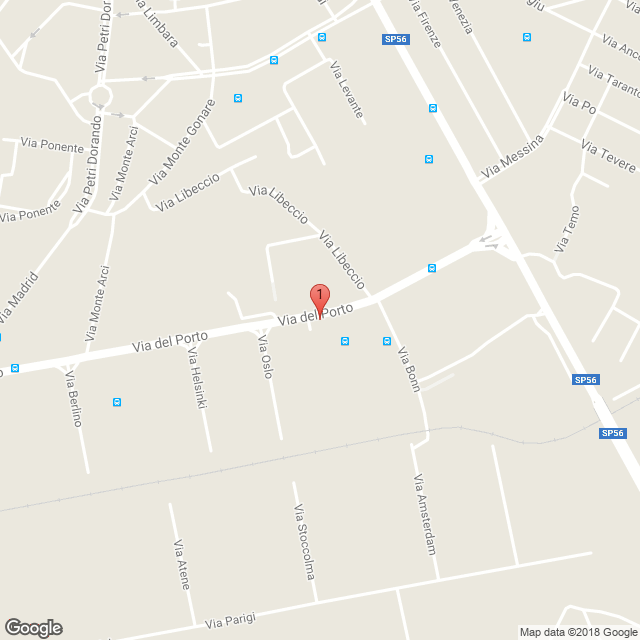 Via Limbara
Via Petri Dorando
Via Firenze
Venezia
giu
SP56
Via Anco
Via Levante
Via Taranto
Via Po
Via Monte Gonare
Via Monte Arci
Via Ponente
Via Messina
Via Tevere
Via Petri Dorando
Via Libeccio
Via Libeccio
Via Ponente
Via Temo
Via Libeccio
Via Madrid
Via Monte Arci
1
Via del Porto
Via del Porto
Via Oslo
Via Helsinki
Via Bonn
Via Berlino
SP56
SP56
Via Amsterdam
Via Stoccolma
Via Atene
Via Parigi
Google
Map data ©2018 Google